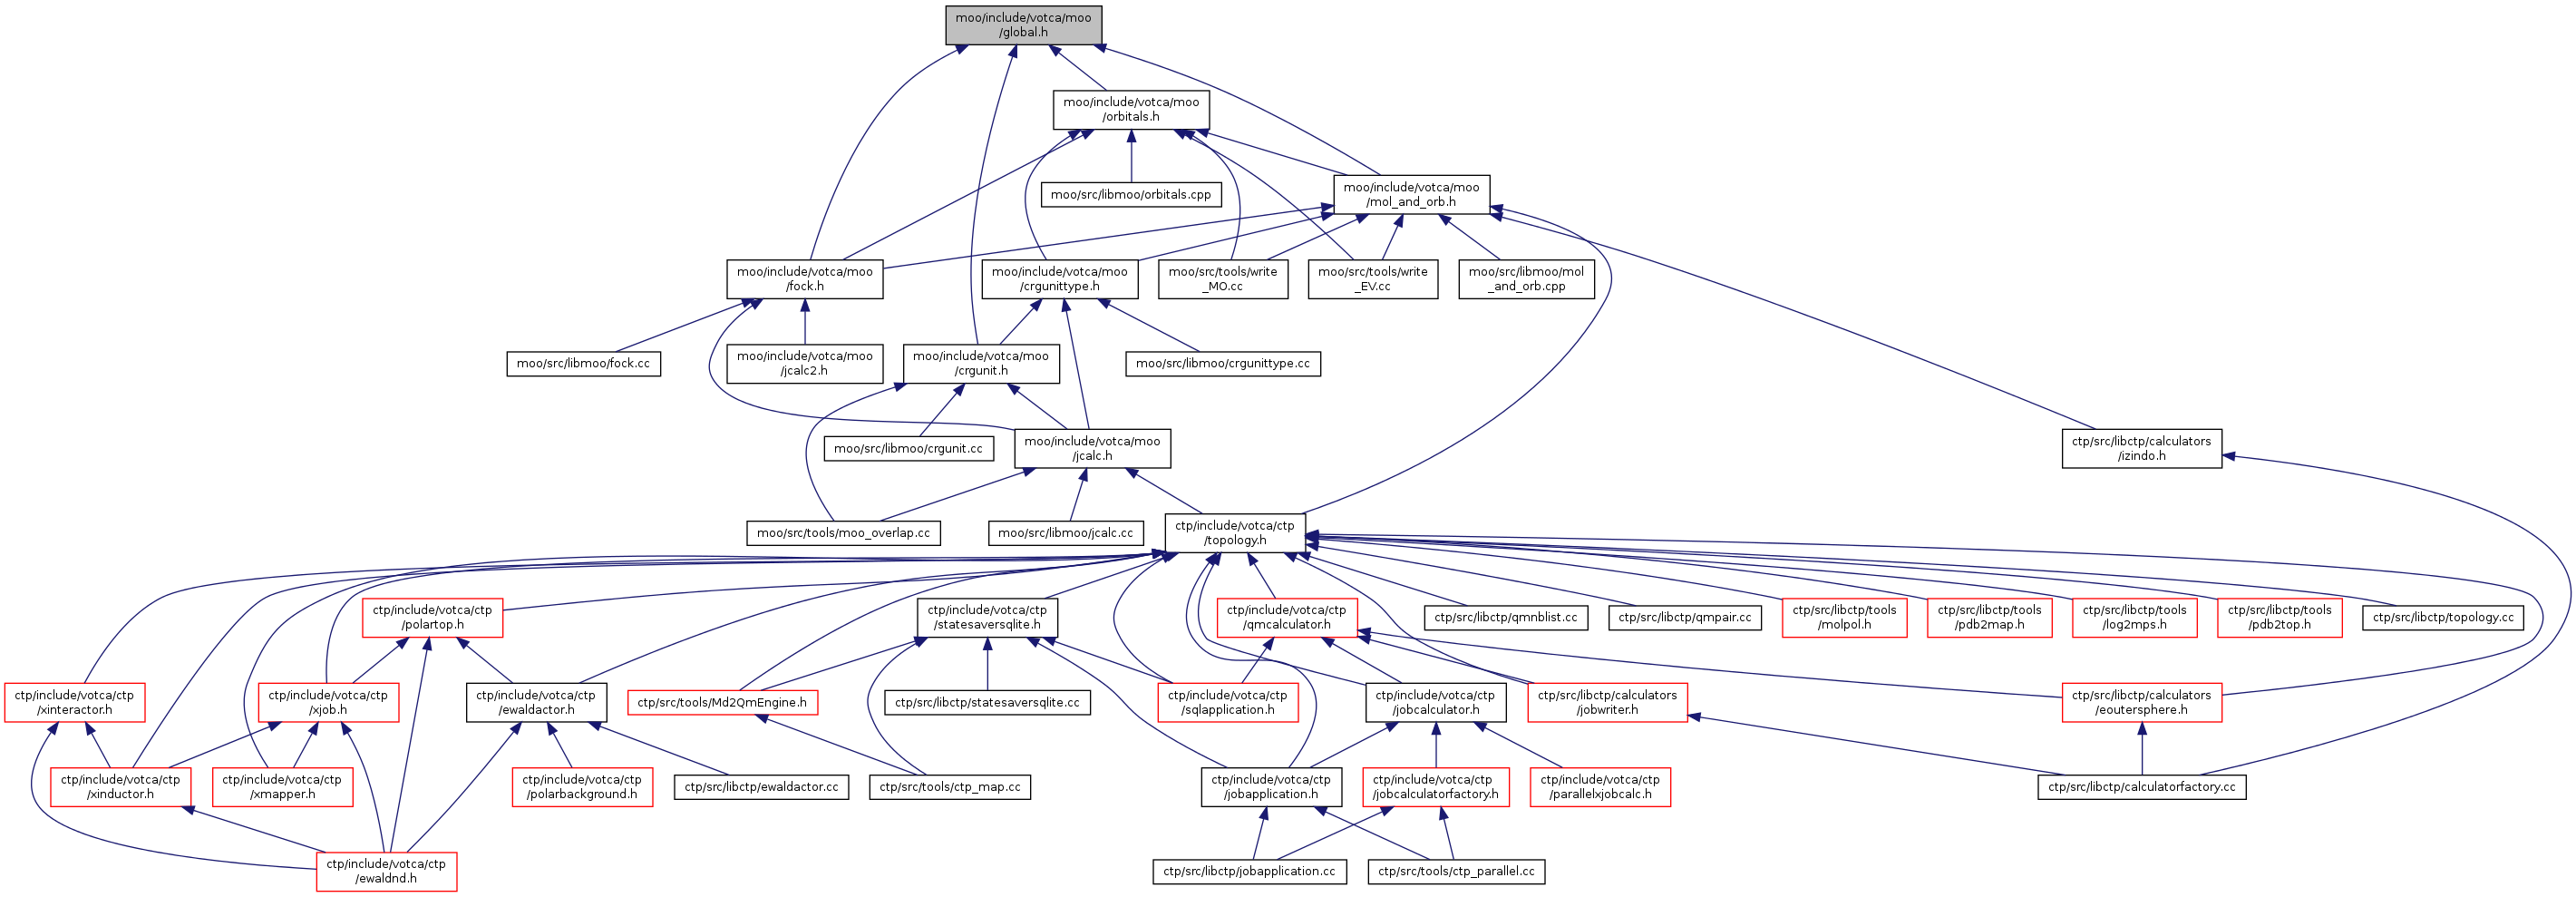 moo/include/votca/moo
/global.h
moo/include/votca/moo
/orbitals.h
moo/src/libmoo/orbitals.cpp
moo/include/votca/moo
/mol_and_orb.h
moo/include/votca/moo
/fock.h
moo/include/votca/moo
/crgunittype.h
moo/src/tools/write
_MO.cc
moo/src/tools/write
_EV.cc
moo/src/libmoo/mol
_and_orb.cpp
moo/src/libmoo/fock.cc
moo/include/votca/moo
/jcalc2.h
moo/include/votca/moo
/crgunit.h
moo/src/libmoo/crgunittype.cc
moo/src/libmoo/crgunit.cc
moo/include/votca/moo
/jcalc.h
ctp/src/libctp/calculators
/izindo.h
moo/src/tools/moo_overlap.cc
moo/src/libmoo/jcalc.cc
ctp/include/votca/ctp
/topology.h
ctp/include/votca/ctp
/polartop.h
ctp/include/votca/ctp
/statesaversqlite.h
ctp/include/votca/ctp
/qmcalculator.h
ctp/src/libctp/qmnblist.cc
ctp/src/libctp/qmpair.cc
ctp/src/libctp/tools
/molpol.h
ctp/src/libctp/tools
/pdb2map.h
ctp/src/libctp/tools
/log2mps.h
ctp/src/libctp/tools
/pdb2top.h
ctp/src/libctp/topology.cc
ctp/include/votca/ctp
/xinteractor.h
ctp/include/votca/ctp
/xjob.h
ctp/include/votca/ctp
/ewaldactor.h
ctp/src/tools/Md2QmEngine.h
ctp/src/libctp/statesaversqlite.cc
ctp/include/votca/ctp
/sqlapplication.h
ctp/include/votca/ctp
/jobcalculator.h
ctp/src/libctp/calculators
/jobwriter.h
ctp/src/libctp/calculators
/eoutersphere.h
ctp/include/votca/ctp
/xinductor.h
ctp/include/votca/ctp
/xmapper.h
ctp/include/votca/ctp
/polarbackground.h
ctp/src/libctp/ewaldactor.cc
ctp/src/tools/ctp_map.cc
ctp/include/votca/ctp
/jobapplication.h
ctp/include/votca/ctp
/jobcalculatorfactory.h
ctp/include/votca/ctp
/parallelxjobcalc.h
ctp/src/libctp/calculatorfactory.cc
ctp/include/votca/ctp
/ewaldnd.h
ctp/src/libctp/jobapplication.cc
ctp/src/tools/ctp_parallel.cc